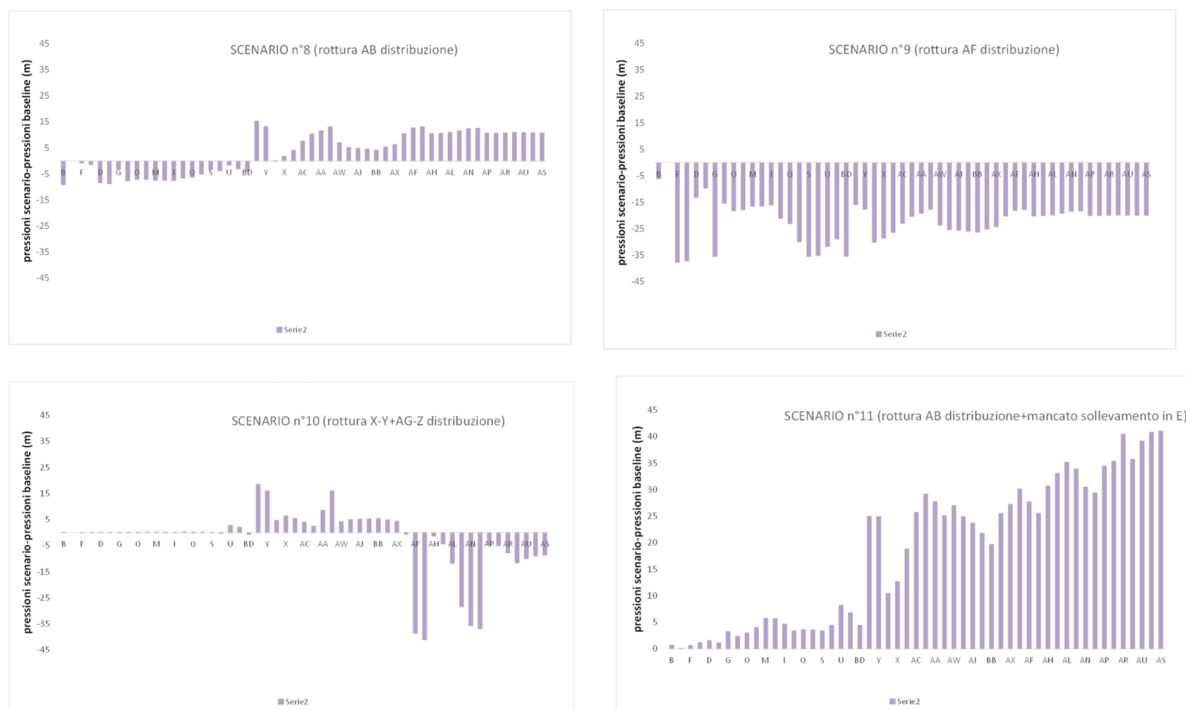 SCENARIO n°8 (rottura AB distribuzione)
pressioni scenario-pressioni baseline (m)
45
35
25
15
5
-5
-15
-25
-35
-45
B F D G O M I Q S U BD Y X AC AA AW AJ BB AX AF AH AL AN AP AR AU AS
Serie2
SCENARIO n°9 (rottura AF distribuzione)
pressioni scenario-pressioni baseline (m)
45
35
25
15
5
-5
-15
-25
-35
-45
B F D G O M I Q S U BD Y X AC AA AW AJ BB AX AF AH AL AN AP AR AU AS
Serie2
SCENARIO n°10 (rottura X-Y+AG-Z distribuzione)
pressioni scenario-pressioni baseline (m)
45
35
25
15
5
-5
-15
-25
-35
-45
B F D G O M I Q S U BD Y X AC AA AW AJ BB AX AF AH AL AN AP AR AU AS
Serie2
SCENARIO n°11 (rottura AB distribuzione+mancato sollevamento in E)
pressioni scenario-pressioni baseline (m)
45
40
35
30
25
20
15
10
5
0
B F D G O M I Q S U BD Y X AC AA AW AJ BB AX AF AH AL AN AP AR AU AS
Serie2